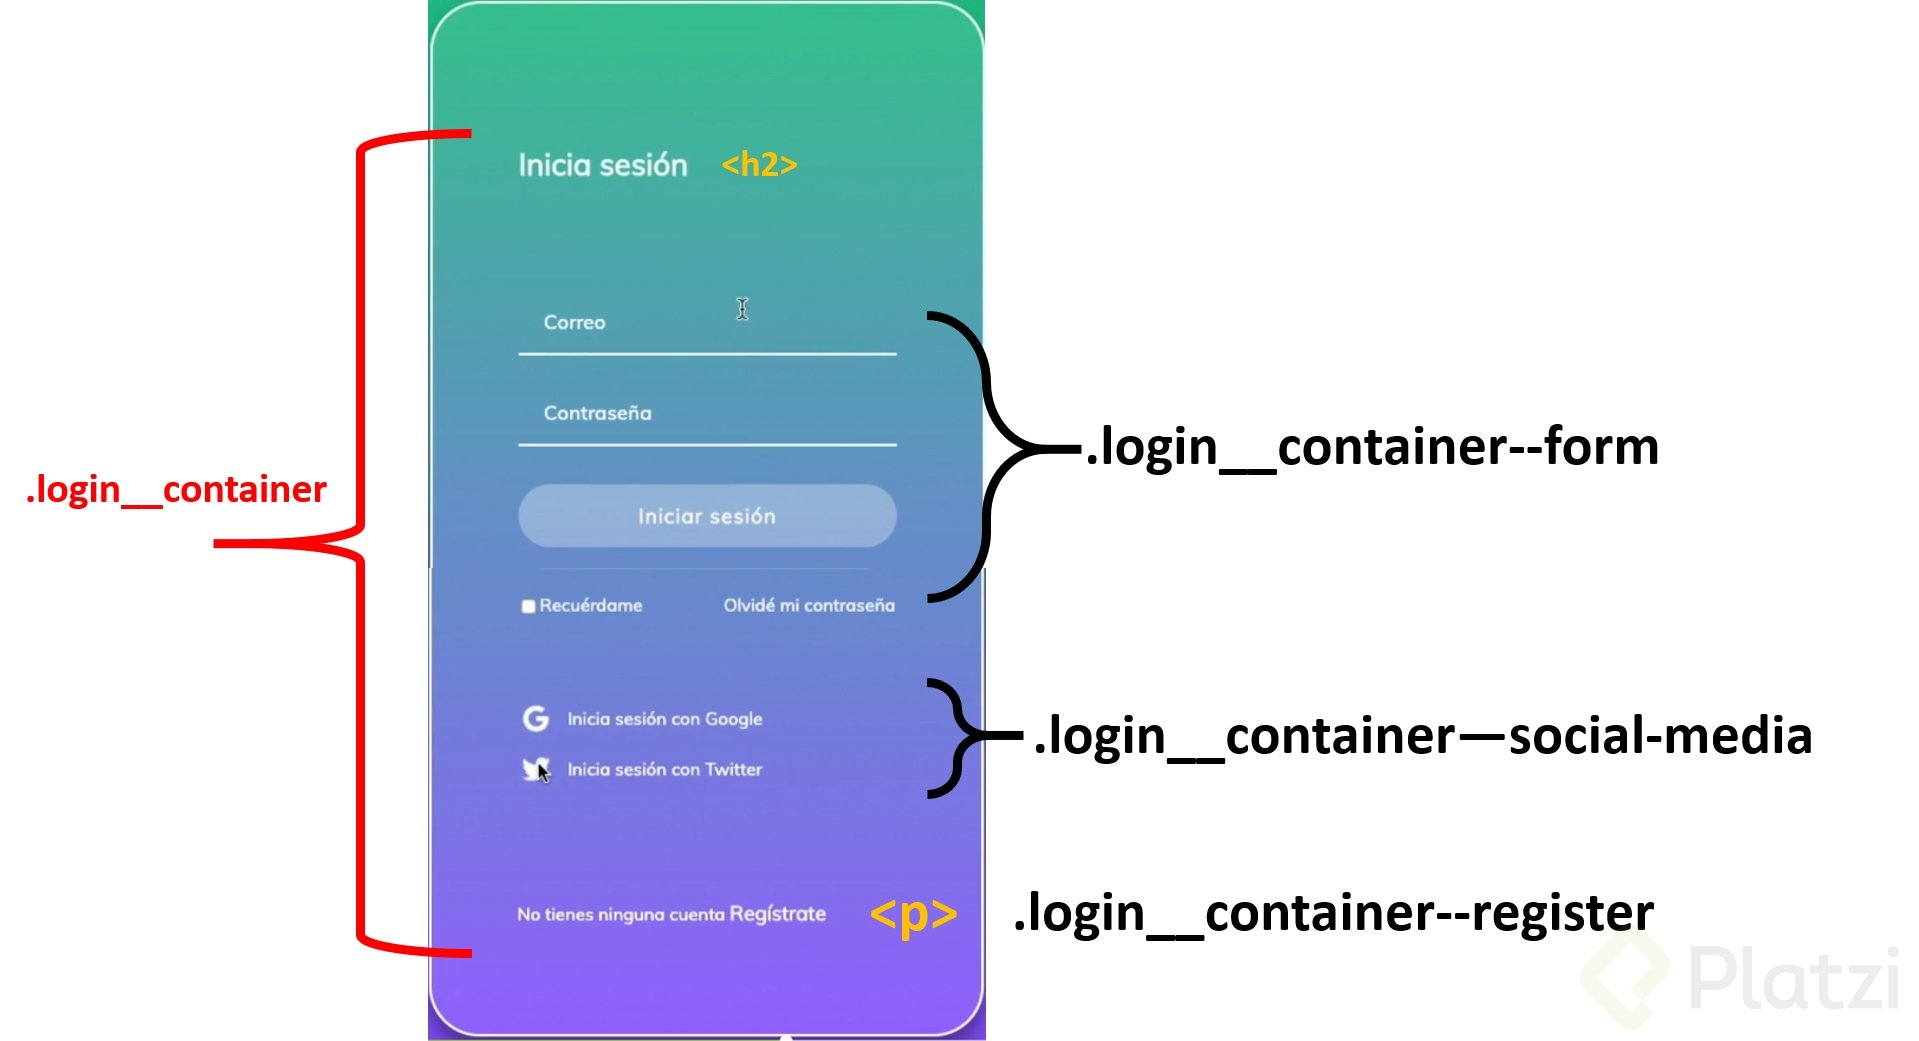 Inicia sesión <h2>
Correo
Contraseña
.login__container--form
.login__container
Iniciar sesión
Recuérdame Olvidé mi contraseña
Inicia sesión con Google
.login__container—social-media
Inicia sesión con Twitter
No tienes ninguna cuenta Regístrate <p> .login__container--register
Platzi